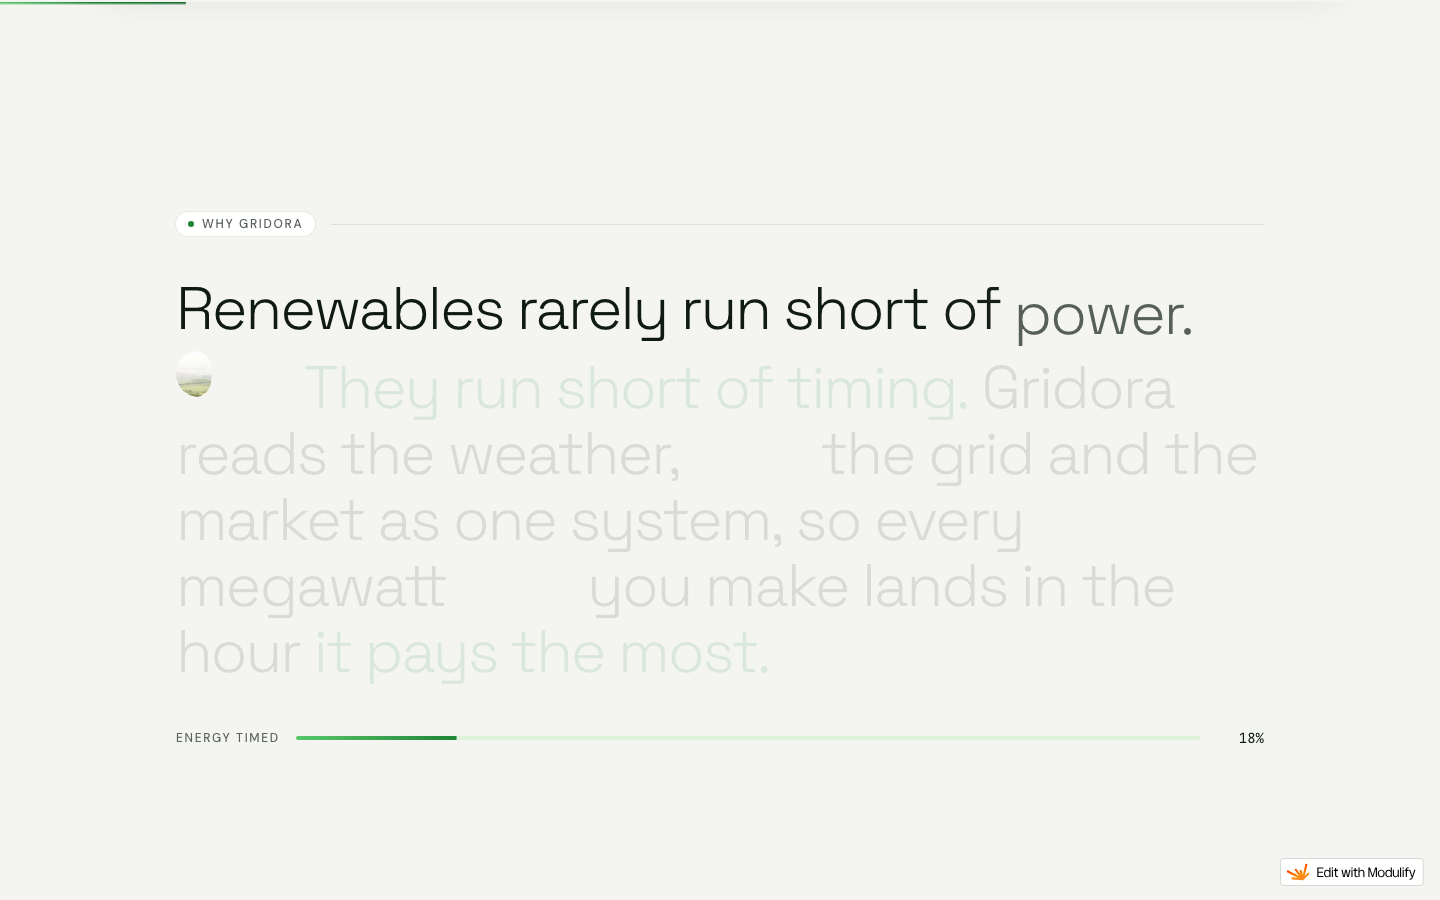 WHY GRIDORA
Renewables rarely run short of power.
They run short of timing. Gridora
reads the weather, the grid and the
market as one system, so every
megawatt you make lands in the
hour it pays the most.
ENERGY TIMED 18%
Edit with Modulify